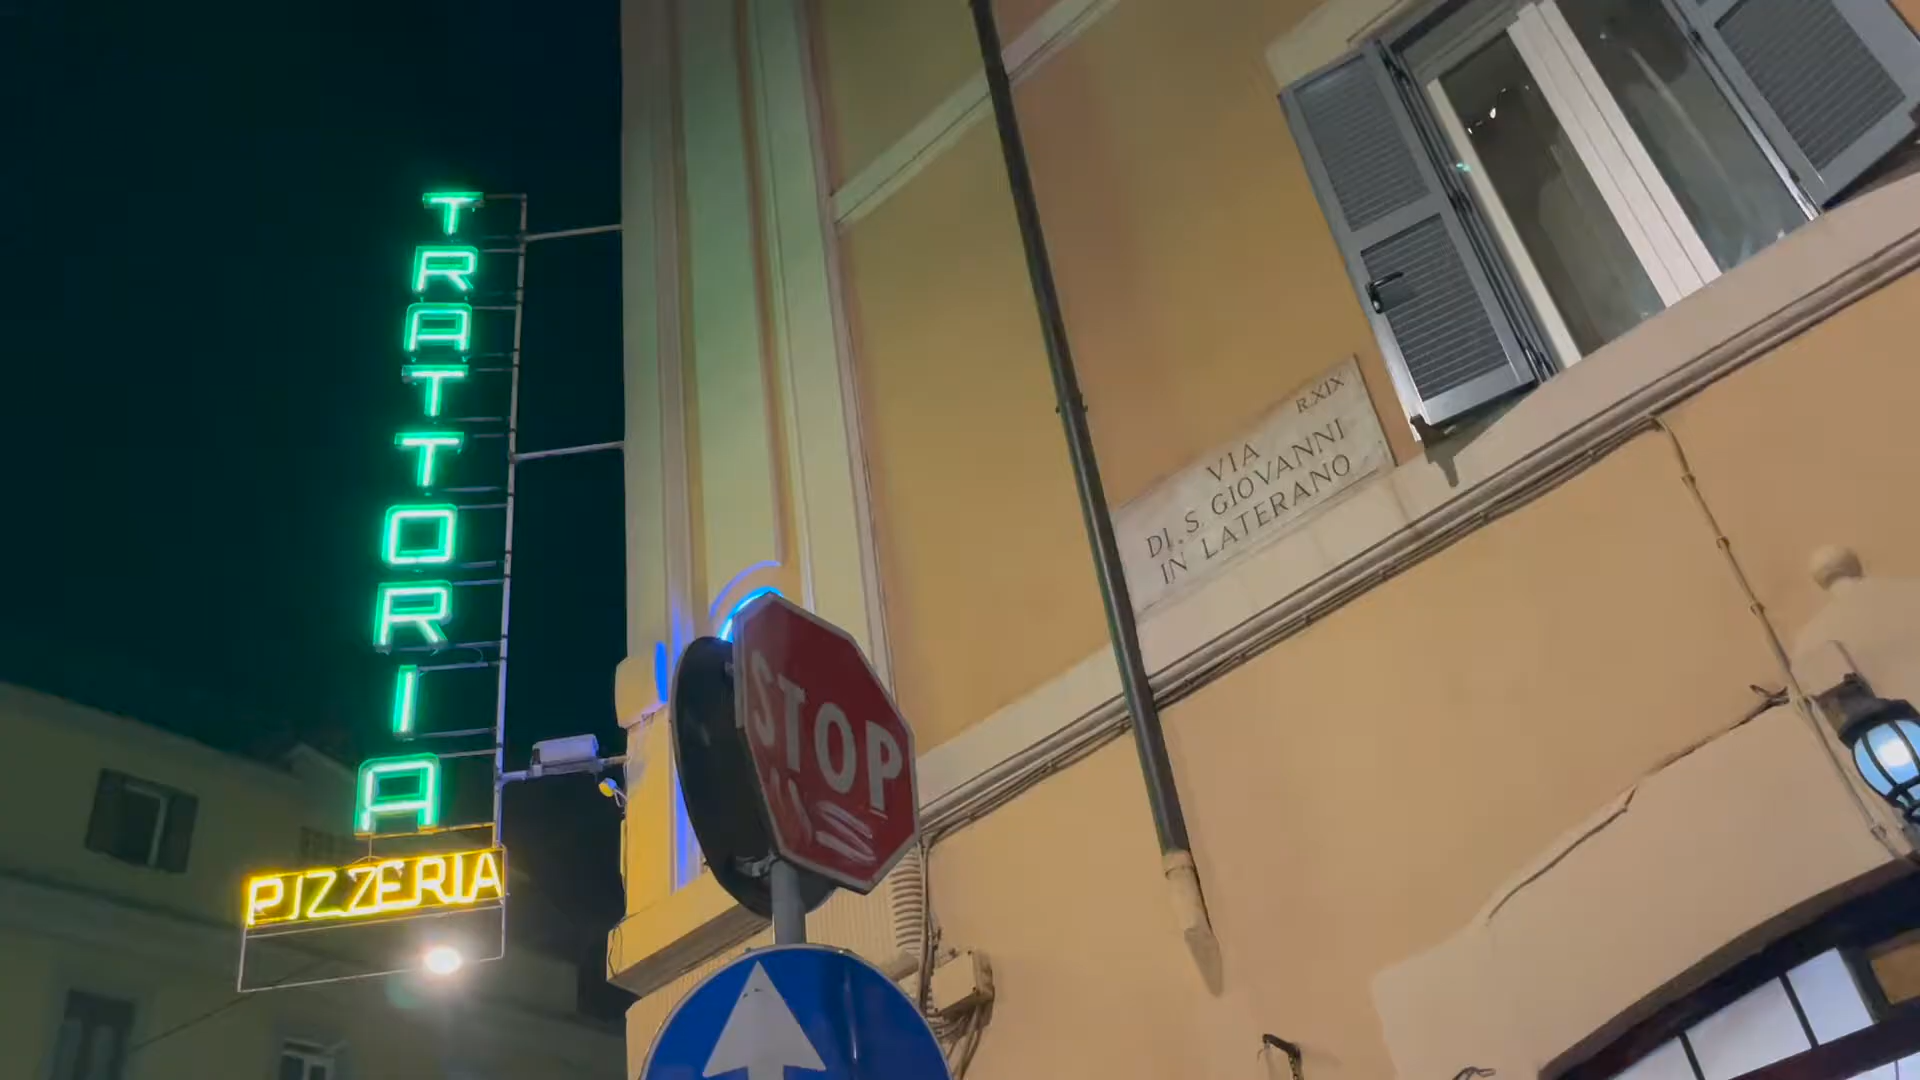 TRATTORIA
PIZZERIA
STOP
R.XIX
VIA
DI. S. GIOVANNI
IN LATERANO